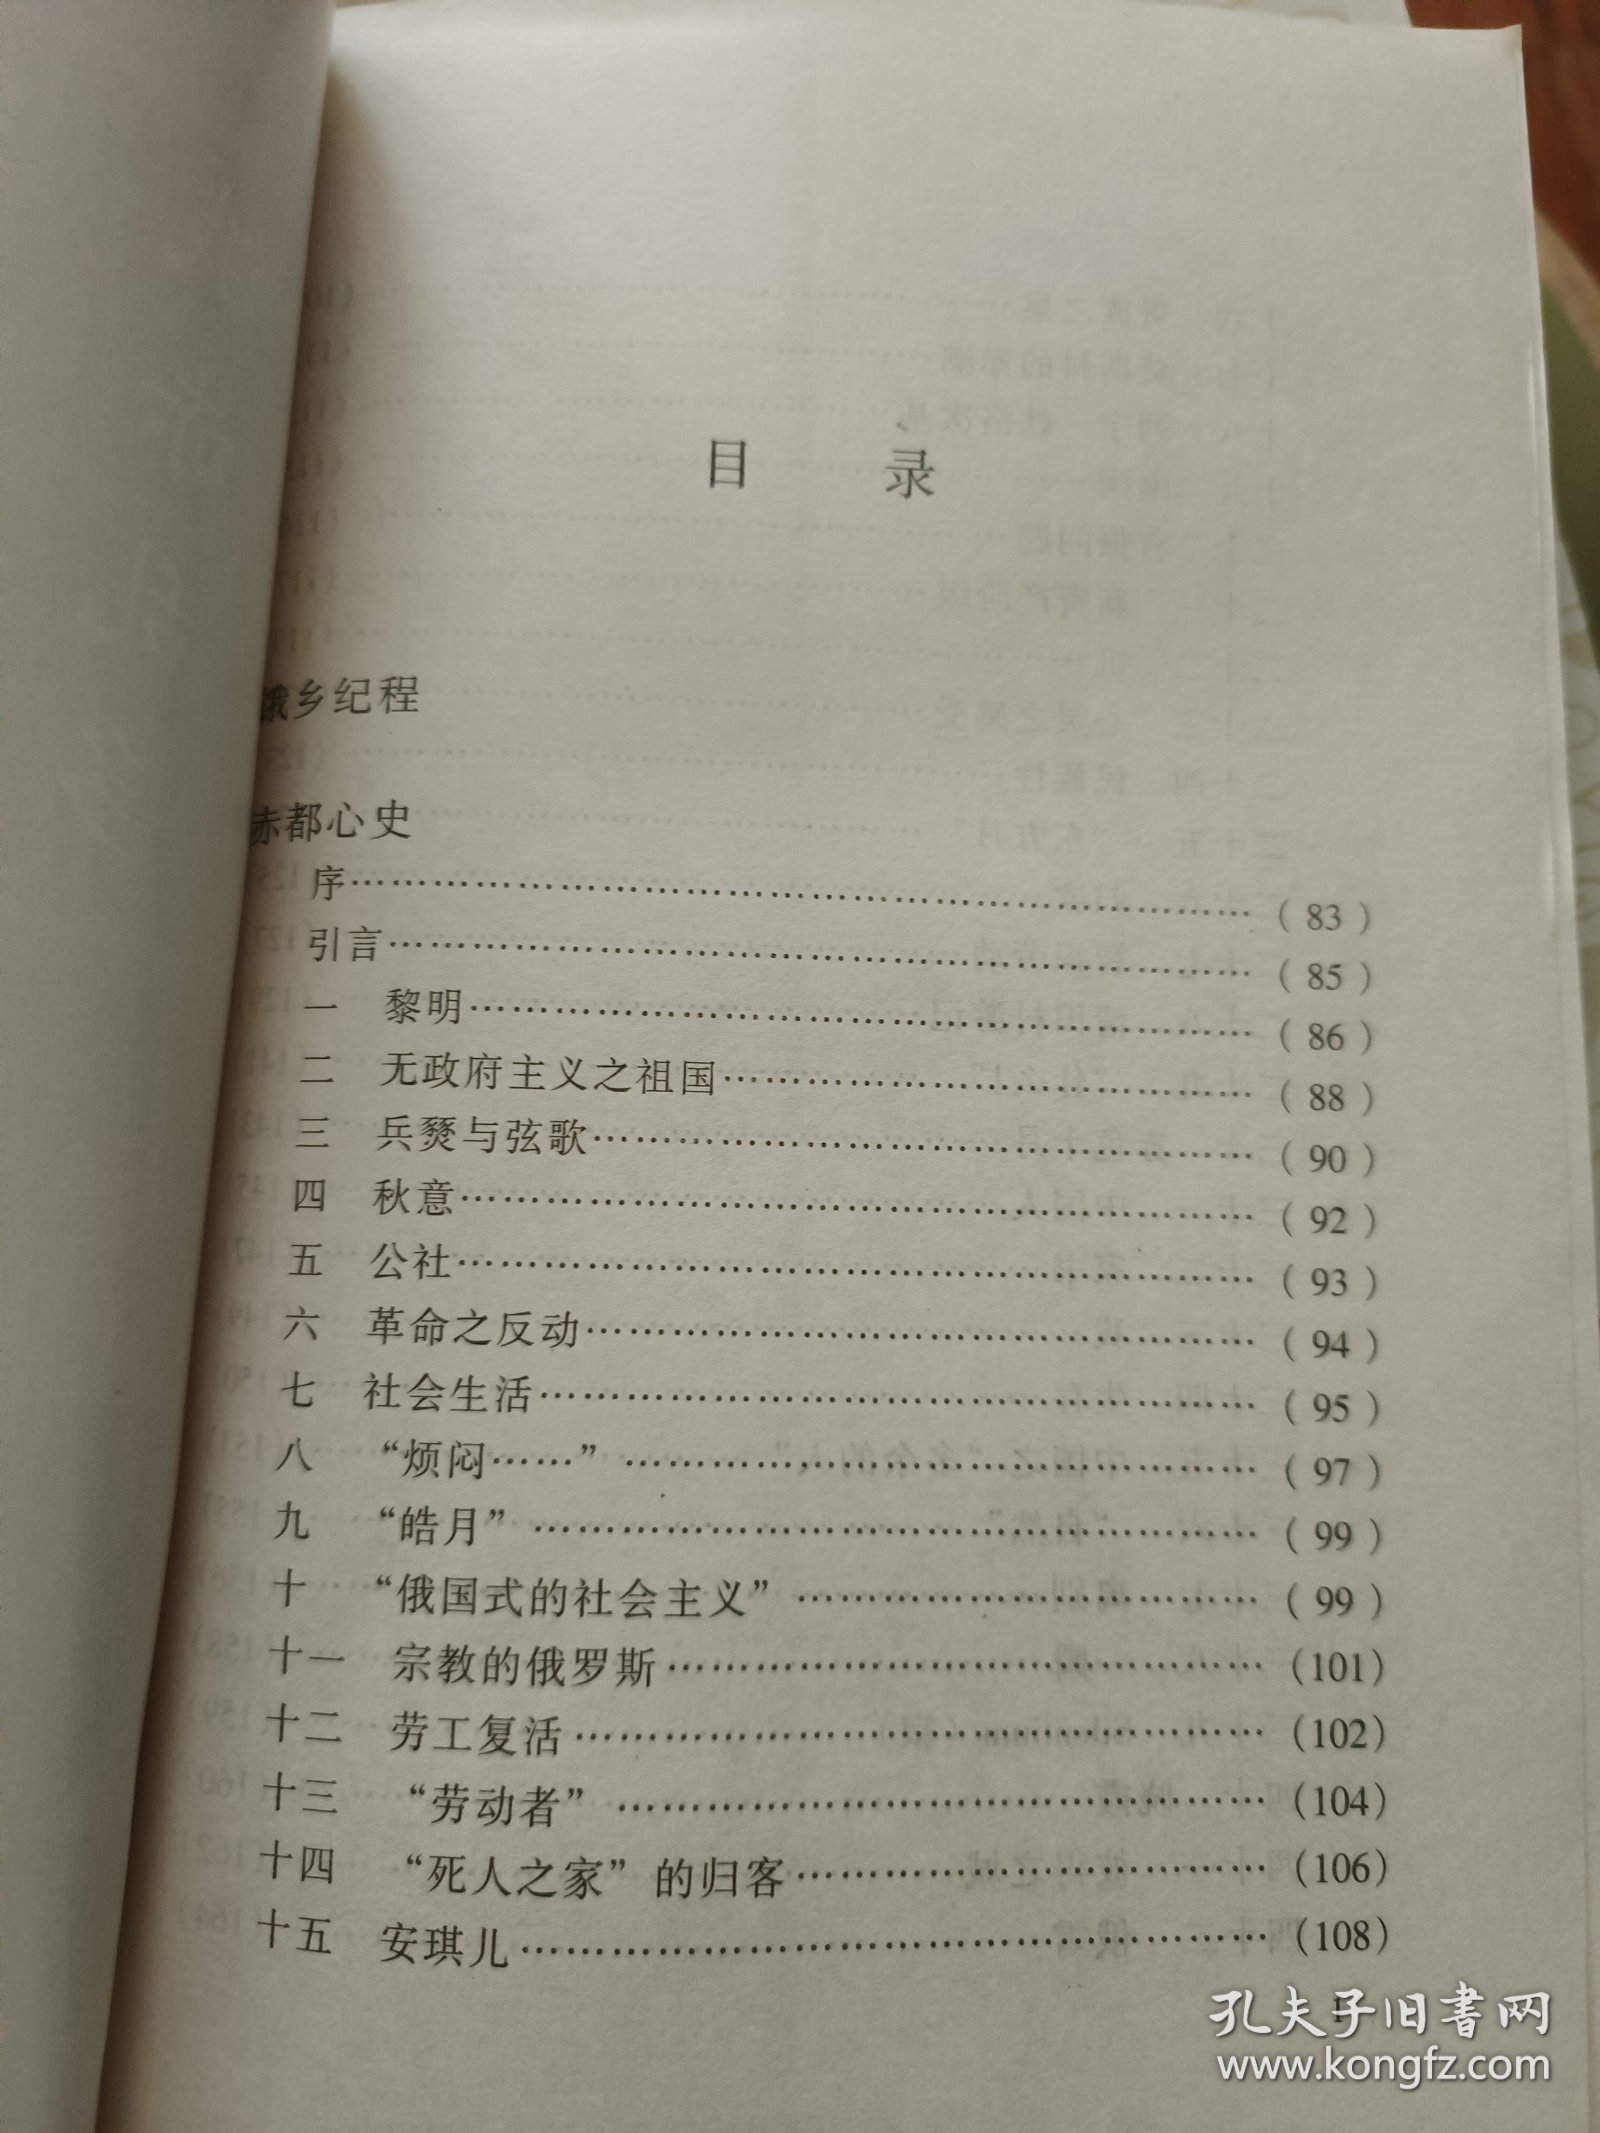 目 录
俄乡纪程
赤都心史
序……………………………………………………(83)
引言…………………………………………………(85)
一 黎明……………………………………………(86)
二 无政府主义之祖国……………………………(88)
三 兵燹与弦歌……………………………………(90)
四 秋意……………………………………………(92)
五 公社……………………………………………(93)
六 革命之反动……………………………………(94)
七 社会生活………………………………………(95)
八 “烦闷……”……………………………………(97)
九 “皓月”…………………………………………(99)
十 “俄国式的社会主义”…………………………(99)
十一 宗教的俄罗斯………………………………(101)
十二 劳工复活……………………………………(102)
十三 “劳动者”……………………………………(104)
十四 “死人之家”的归客…………………………(106)
十五 安琪儿………………………………………(108)
1
孔夫子旧书网
www.kongfz.com